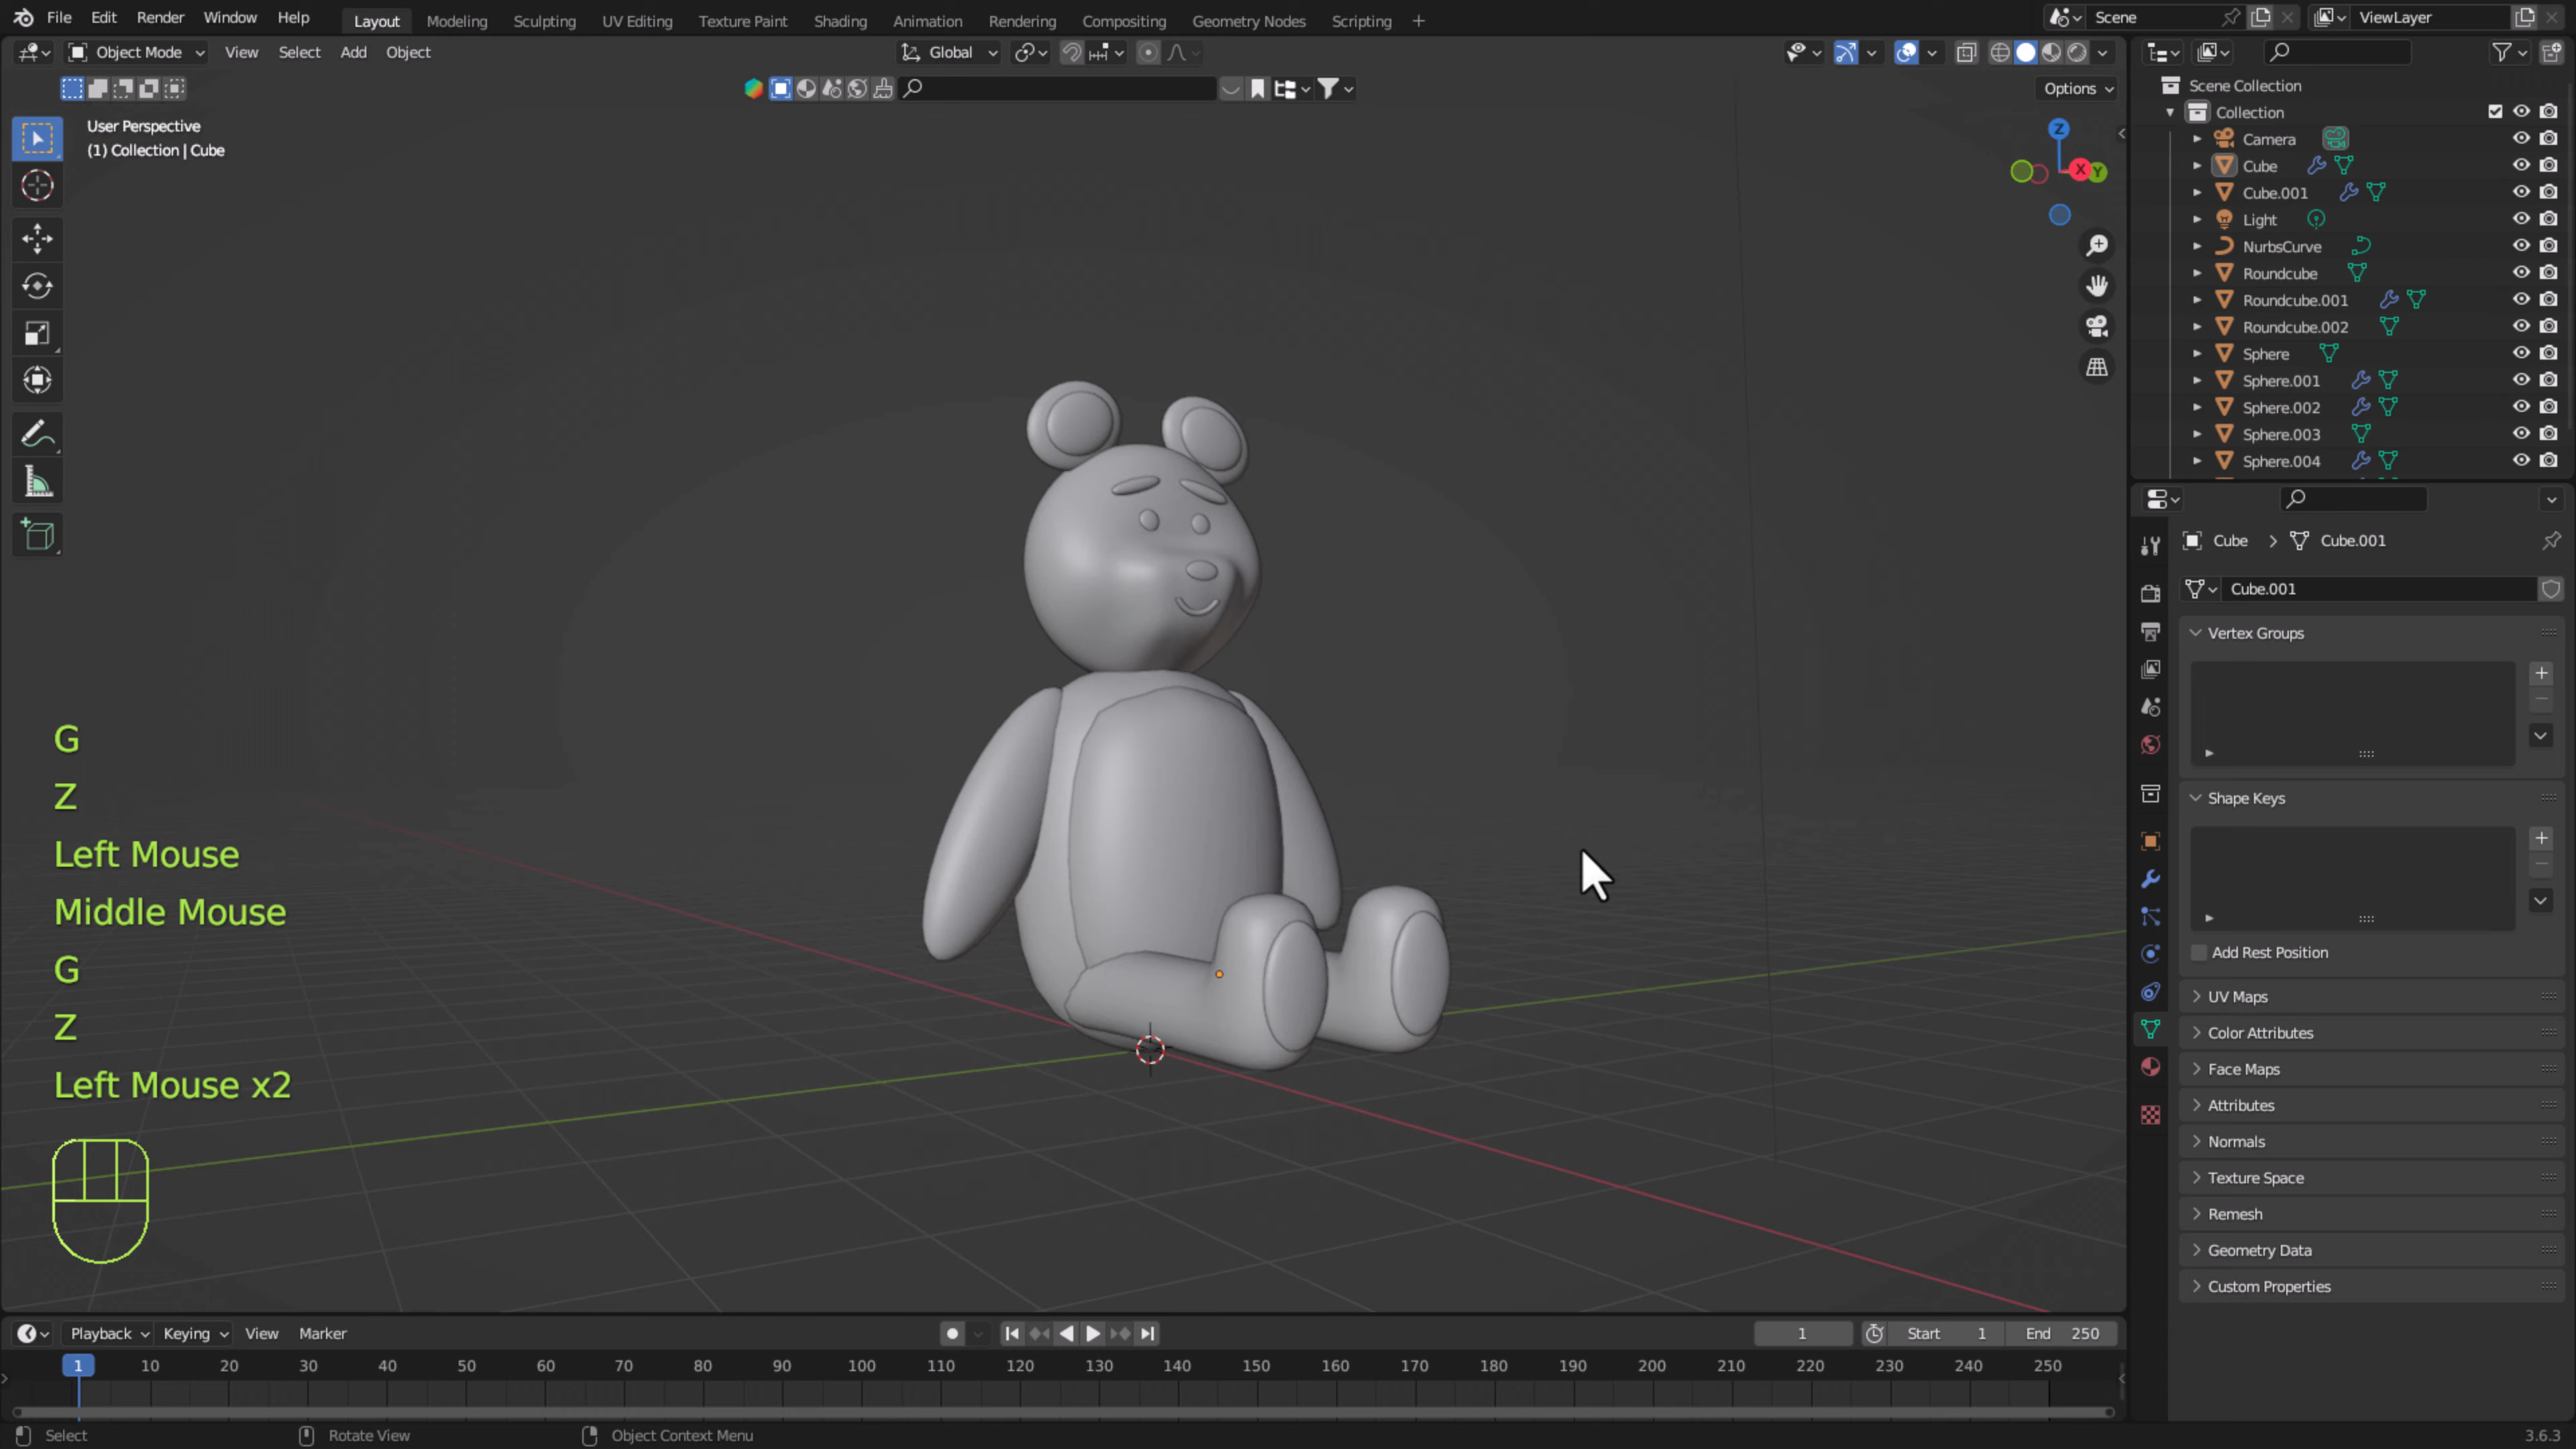 File Edit Render Window Help Layout Modeling Sculpting UV Editing Texture Paint Shading Animation Rendering Compositing Geometry Nodes Scripting + Scene ViewLayer
Object Mode View Select Add Object Global
Options
User Perspective
(1) Collection | Cube
Z
X
Y
G
Z
Left Mouse
Middle Mouse
G
Z
Left Mouse x2
Scene Collection
Collection
Camera
Cube
Cube.001
Light
NurbsCurve
Roundcube
Roundcube.001
Roundcube.002
Sphere
Sphere.001
Sphere.002
Sphere.003
Sphere.004
Cube > Cube.001
Cube.001
Vertex Groups
Shape Keys
Add Rest Position
UV Maps
Color Attributes
Face Maps
Attributes
Normals
Texture Space
Remesh
Geometry Data
Custom Properties
Playback Keying View Marker 1 Start 1 End 250
1 10 20 30 40 50 60 70 80 90 100 110 120 130 140 150 160 170 180 190 200 210 220 230 240 250
Select Rotate View Object Context Menu 3.6.3